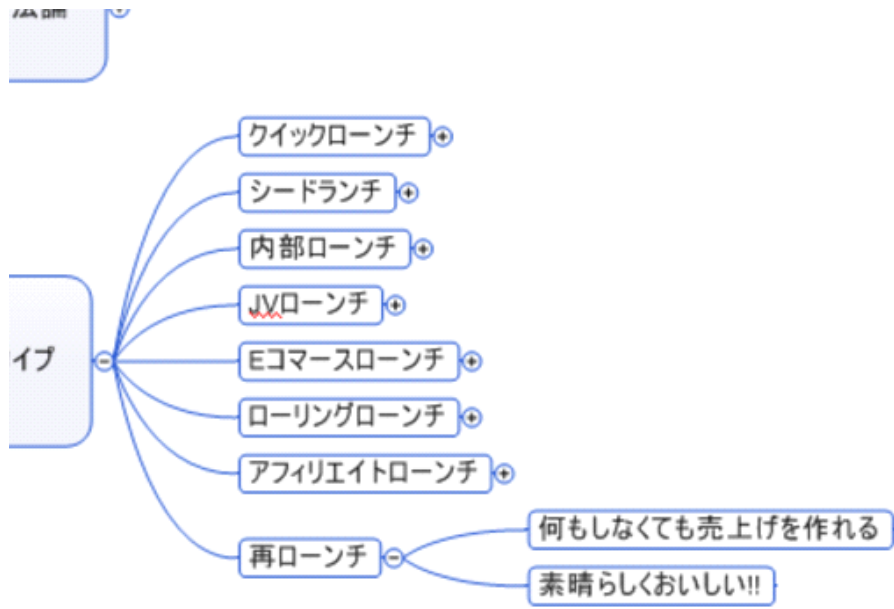 クイックローンチ
シードランチ
内部ローンチ
JVローンチ
Eコマースローンチ
イプ
ローリングローンチ
アフィリエイトローンチ
再ローンチ
何もしなくても売上げを作れる
素晴らしくおいしい!!